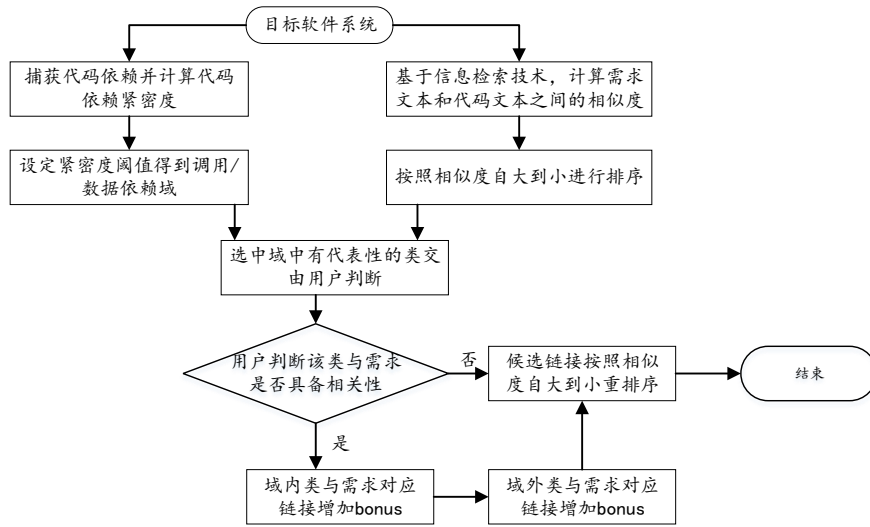 目标软件系统
捕获代码依赖并计算代码
依赖紧密度
基于信息检索技术，计算需求
文本和代码文本之间的相似度
设定紧密度阈值得到调用/
数据依赖域
按照相似度自大到小进行排序
选中域中有代表性的类交
由用户判断
用户判断该类与需求
是否具备相关性
否
候选链接按照相似
度自大到小重排序
结束
是
域内类与需求对应
链接增加bonus
域外类与需求对应
链接增加bonus